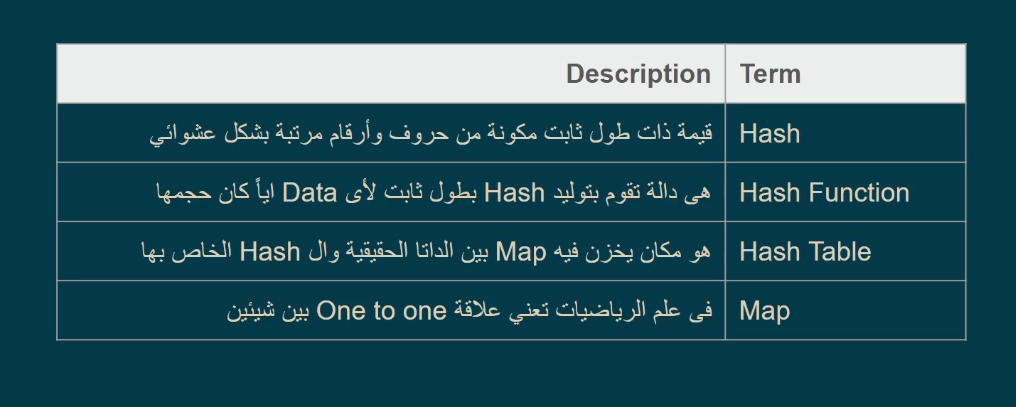 Term Description
Hash قيمة ذات طول ثابت مكونة من حروف وأرقام مرتبة بشكل عشوائي
Hash Function هى دالة تقوم بتوليد Hash بطول ثابت لأى Data اياً كان حجمها
Hash Table هو مكان يخزن فيه Map بين الداتا الحقيقية وال Hash الخاص بها
Map فى علم الرياضيات تعني علاقة One to one بين شيئين